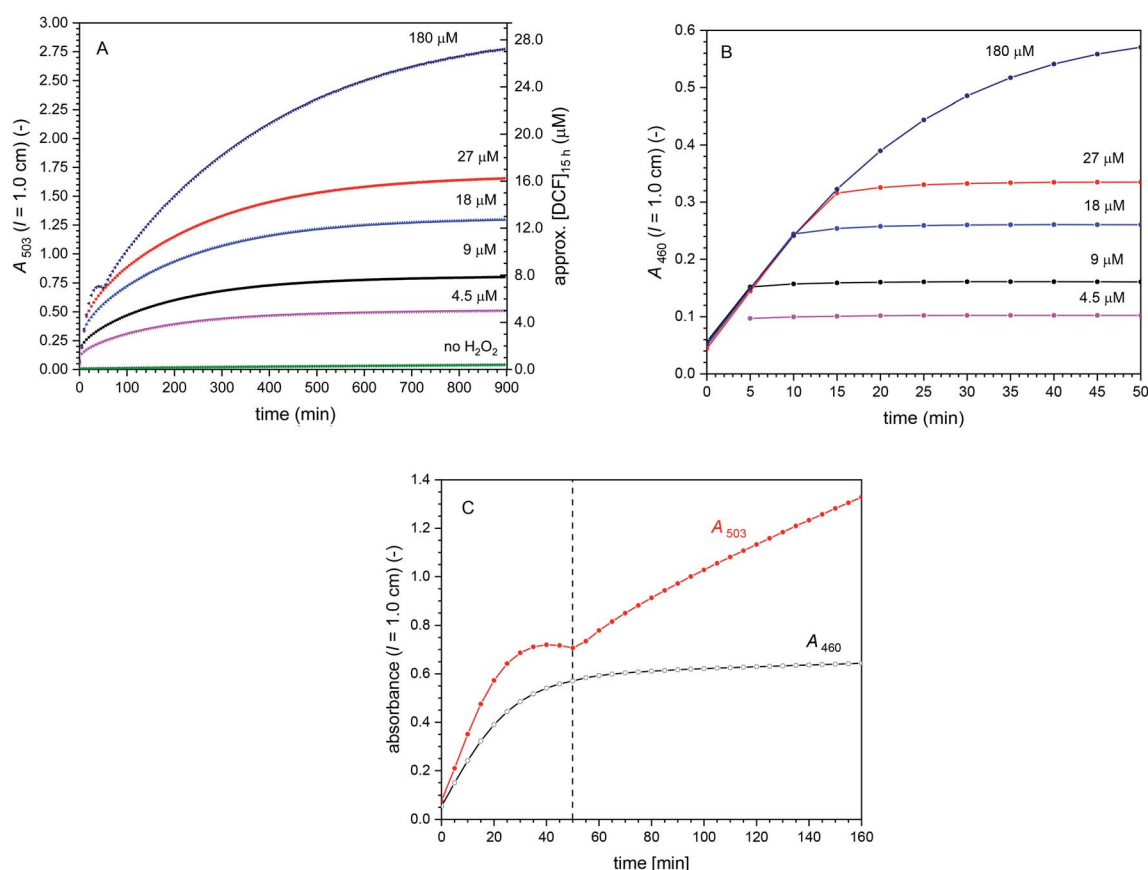 A
180 μM
27 μM
18 μM
9 μM
4.5 μM
no H₂O₂
3.00
2.75
2.50
2.25
2.00
1.75
1.50
1.25
1.00
0.75
0.50
0.25
0.00
A 503 (l = 1.0 cm) (-)
28.0
24.0
20.0
16.0
12.0
8.0
4.0
0.0
approx. [DCF]15 h (μM)
0 100 200 300 400 500 600 700 800 900
time (min)
B
180 μM
27 μM
18 μM
9 μM
4.5 μM
0.6
0.5
0.4
0.3
0.2
0.1
0.0
A 460 (l = 1.0 cm) (-)
0 5 10 15 20 25 30 35 40 45 50
time (min)
C
A 503
A 460
1.4
1.2
1.0
0.8
0.6
0.4
0.2
0.0
absorbance (l = 1.0 cm) (-)
0 20 40 60 80 100 120 140 160
time [min]